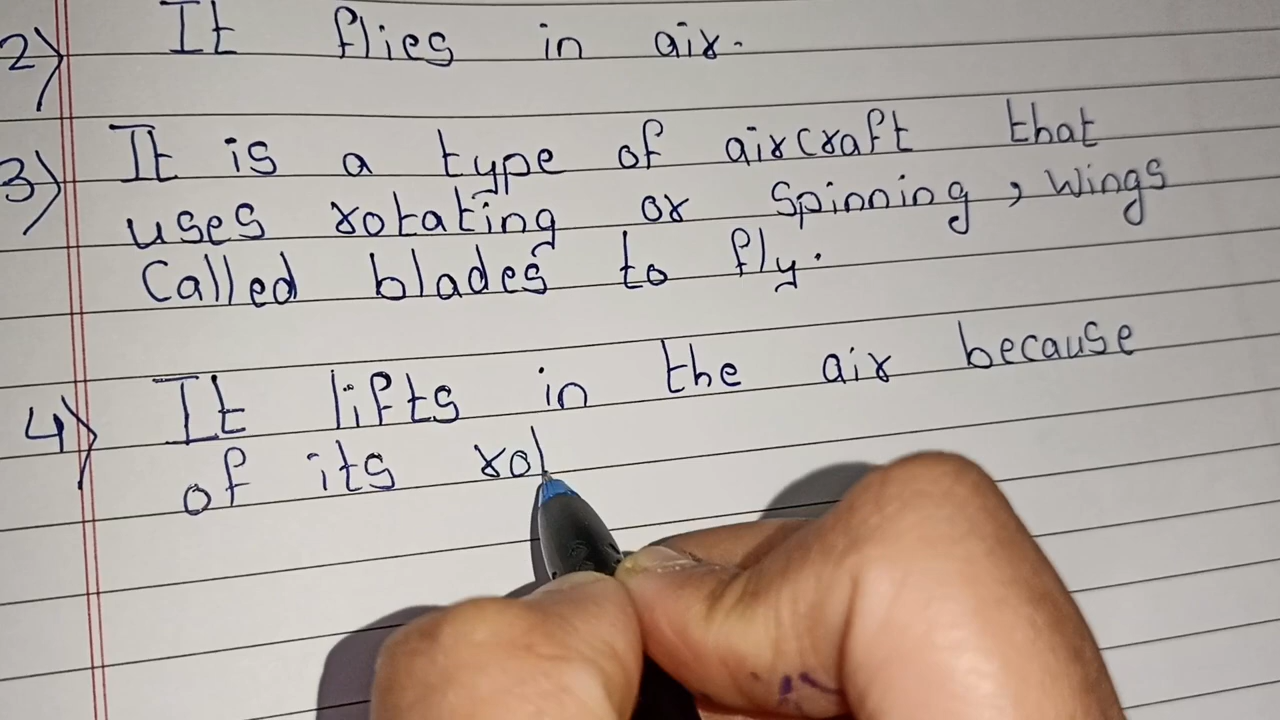 2) It flies in air.
3) It is a type of aircraft that
uses rotating or spinning, wings
Called blades to fly.
4) It lifts in the air because
of its